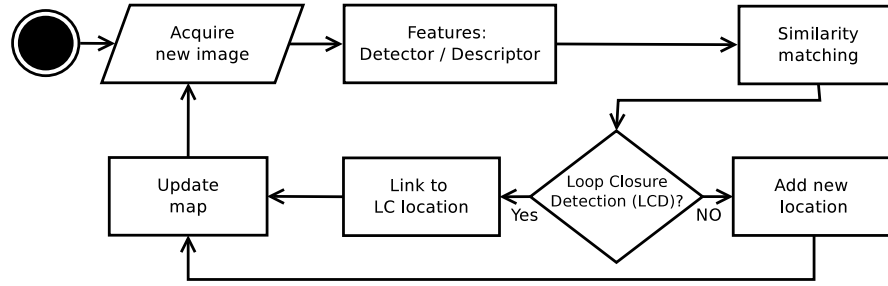 Acquire
new image
Features:
Detector / Descriptor
Similarity
matching
Update
map
Link to
LC location
Loop Closure
Detection (LCD)?
Add new
location
Yes
NO